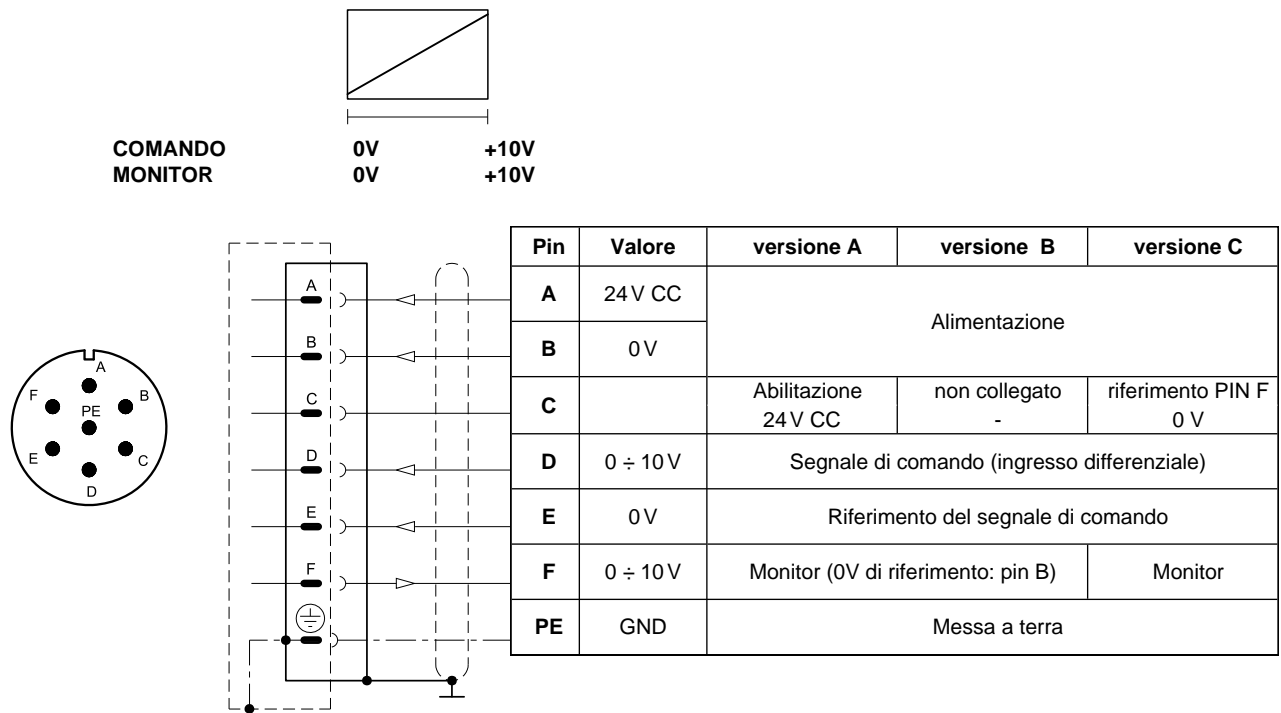 COMANDO 0V +10V
MONITOR 0V +10V
Pin Valore versione A versione B versione C
A 24 V CC Alimentazione
B 0 V
C Abilitazione 24 V CC non collegato - riferimento PIN F 0 V
D 0 ÷ 10 V Segnale di comando (ingresso differenziale)
E 0 V Riferimento del segnale di comando
F 0 ÷ 10 V Monitor (0V di riferimento: pin B) Monitor
PE GND Messa a terra
A
B
C
D
E
F
A
F
B
PE
E
C
D